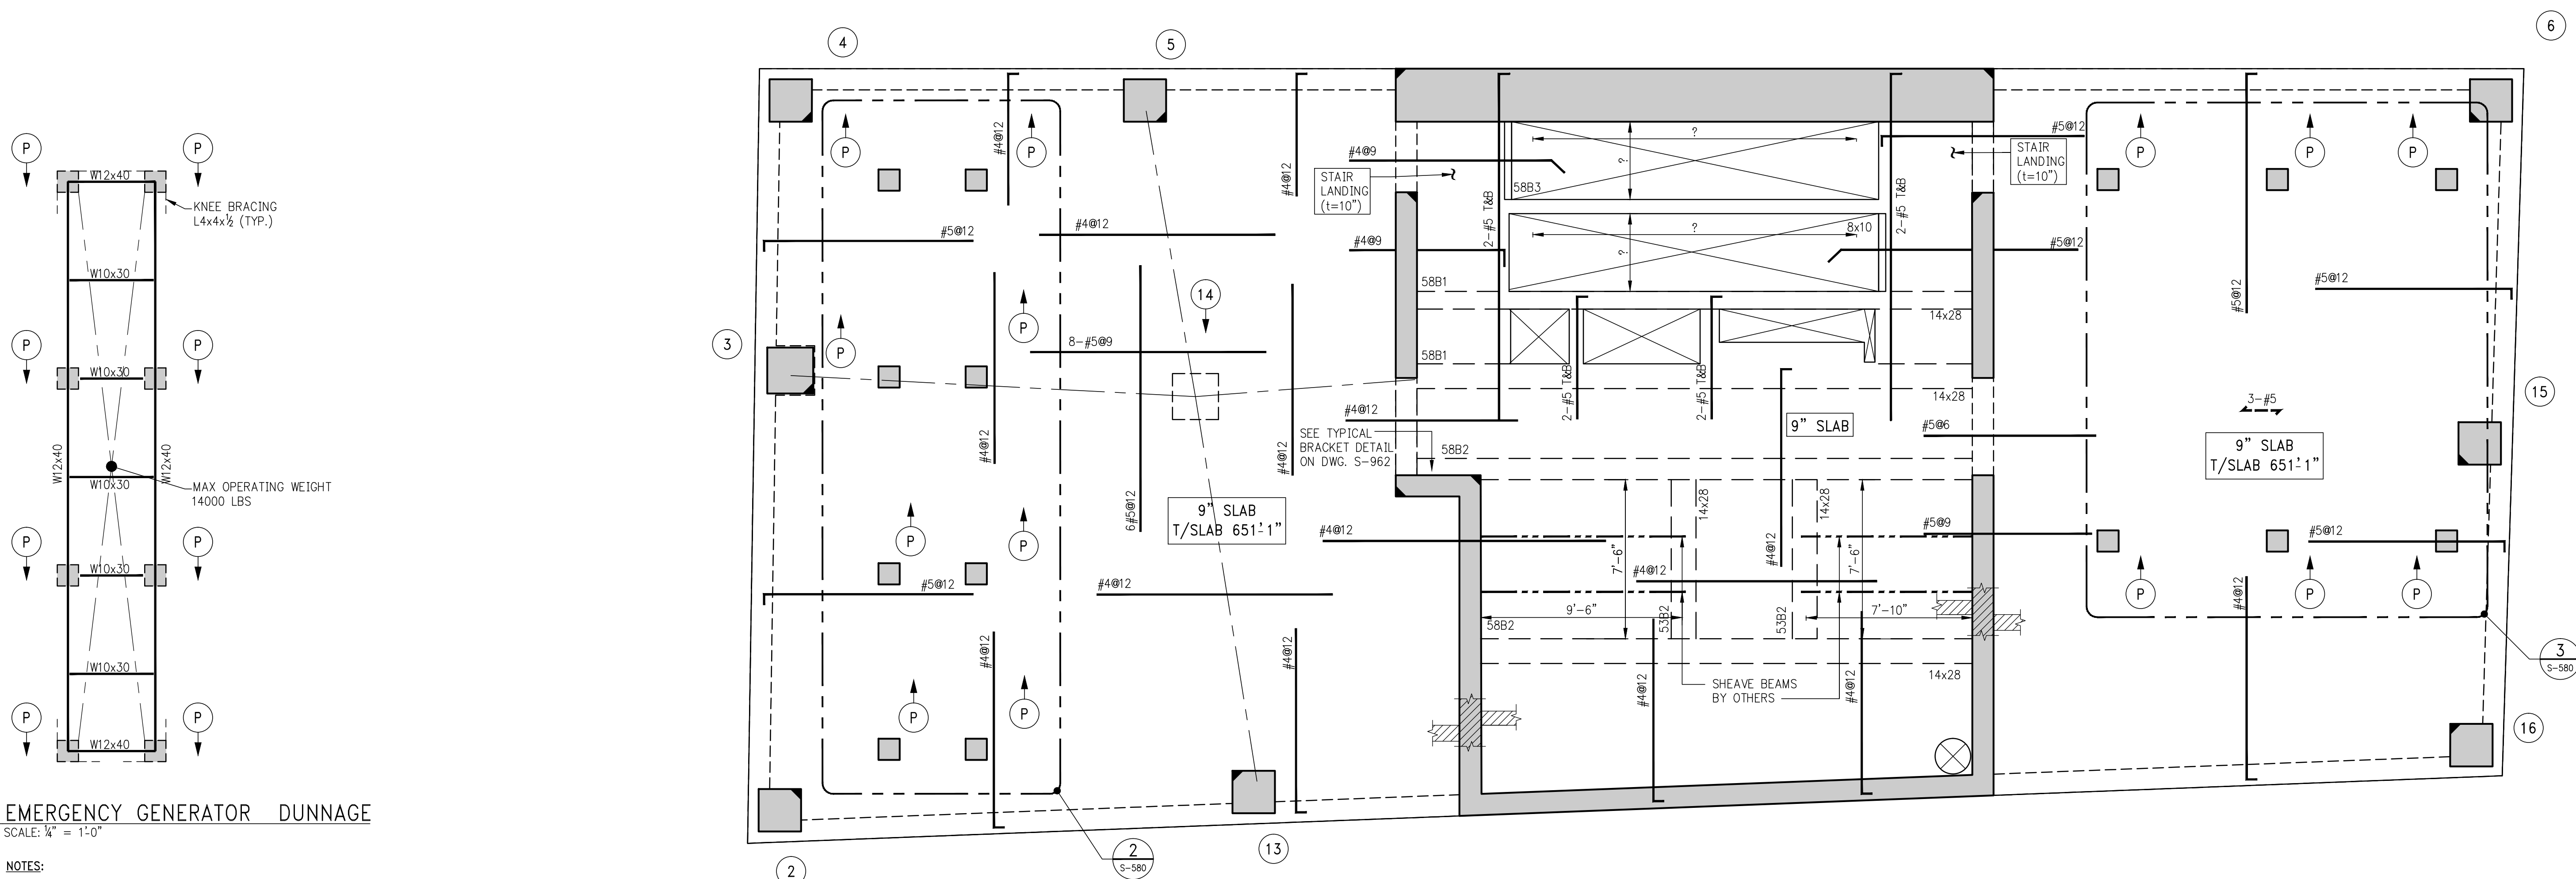 P
P
W12x40
KNEE BRACING
L4x4x½ (TYP.)
W10x30
P
P
W10x30
W12x40
W12x40
W10x30
MAX OPERATING WEIGHT
14000 LBS
P
P
W10x30
W10x30
P
P
W12x40
EMERGENCY GENERATOR DUNNAGE
SCALE: ¼" = 1'-0"
NOTES:
4
5
6
P
#4@12
P
#4@12
#5@12
#4@12
3
P
P
#4@12
14
8-#5@9
#4@12
6#5@12
9" SLAB
T/SLAB 651'-1"
P
P
#5@12
#4@12
P
P
#4@12
#4@12
2
2
S-580
13
#4@9
STAIR
LANDING
(t=10")
58B3
?
?
2-#5 T&B
2-#5 T&B
#5@12
STAIR
LANDING
(t=10")
#4@9
?
?
8x10
#5@12
58B1
14x28
58B1
2-#5 T&B
2-#5 T&B
14x28
#4@12
SEE TYPICAL
BRACKET DETAIL
ON DWG. S-962
58B2
9" SLAB
#5@6
14x28
14x28
#4@12
#4@12
7'-6"
7'-6"
#5@9
#4@12
9'-6"
7'-10"
58B2
53B2
53B2
14x28
#4@12
SHEAVE BEAMS
BY OTHERS
#4@12
P
P
P
#5@12
#5@12
3-#5
15
9" SLAB
T/SLAB 651'-1"
#5@12
P
P
P
#4@12
3
S-580
16